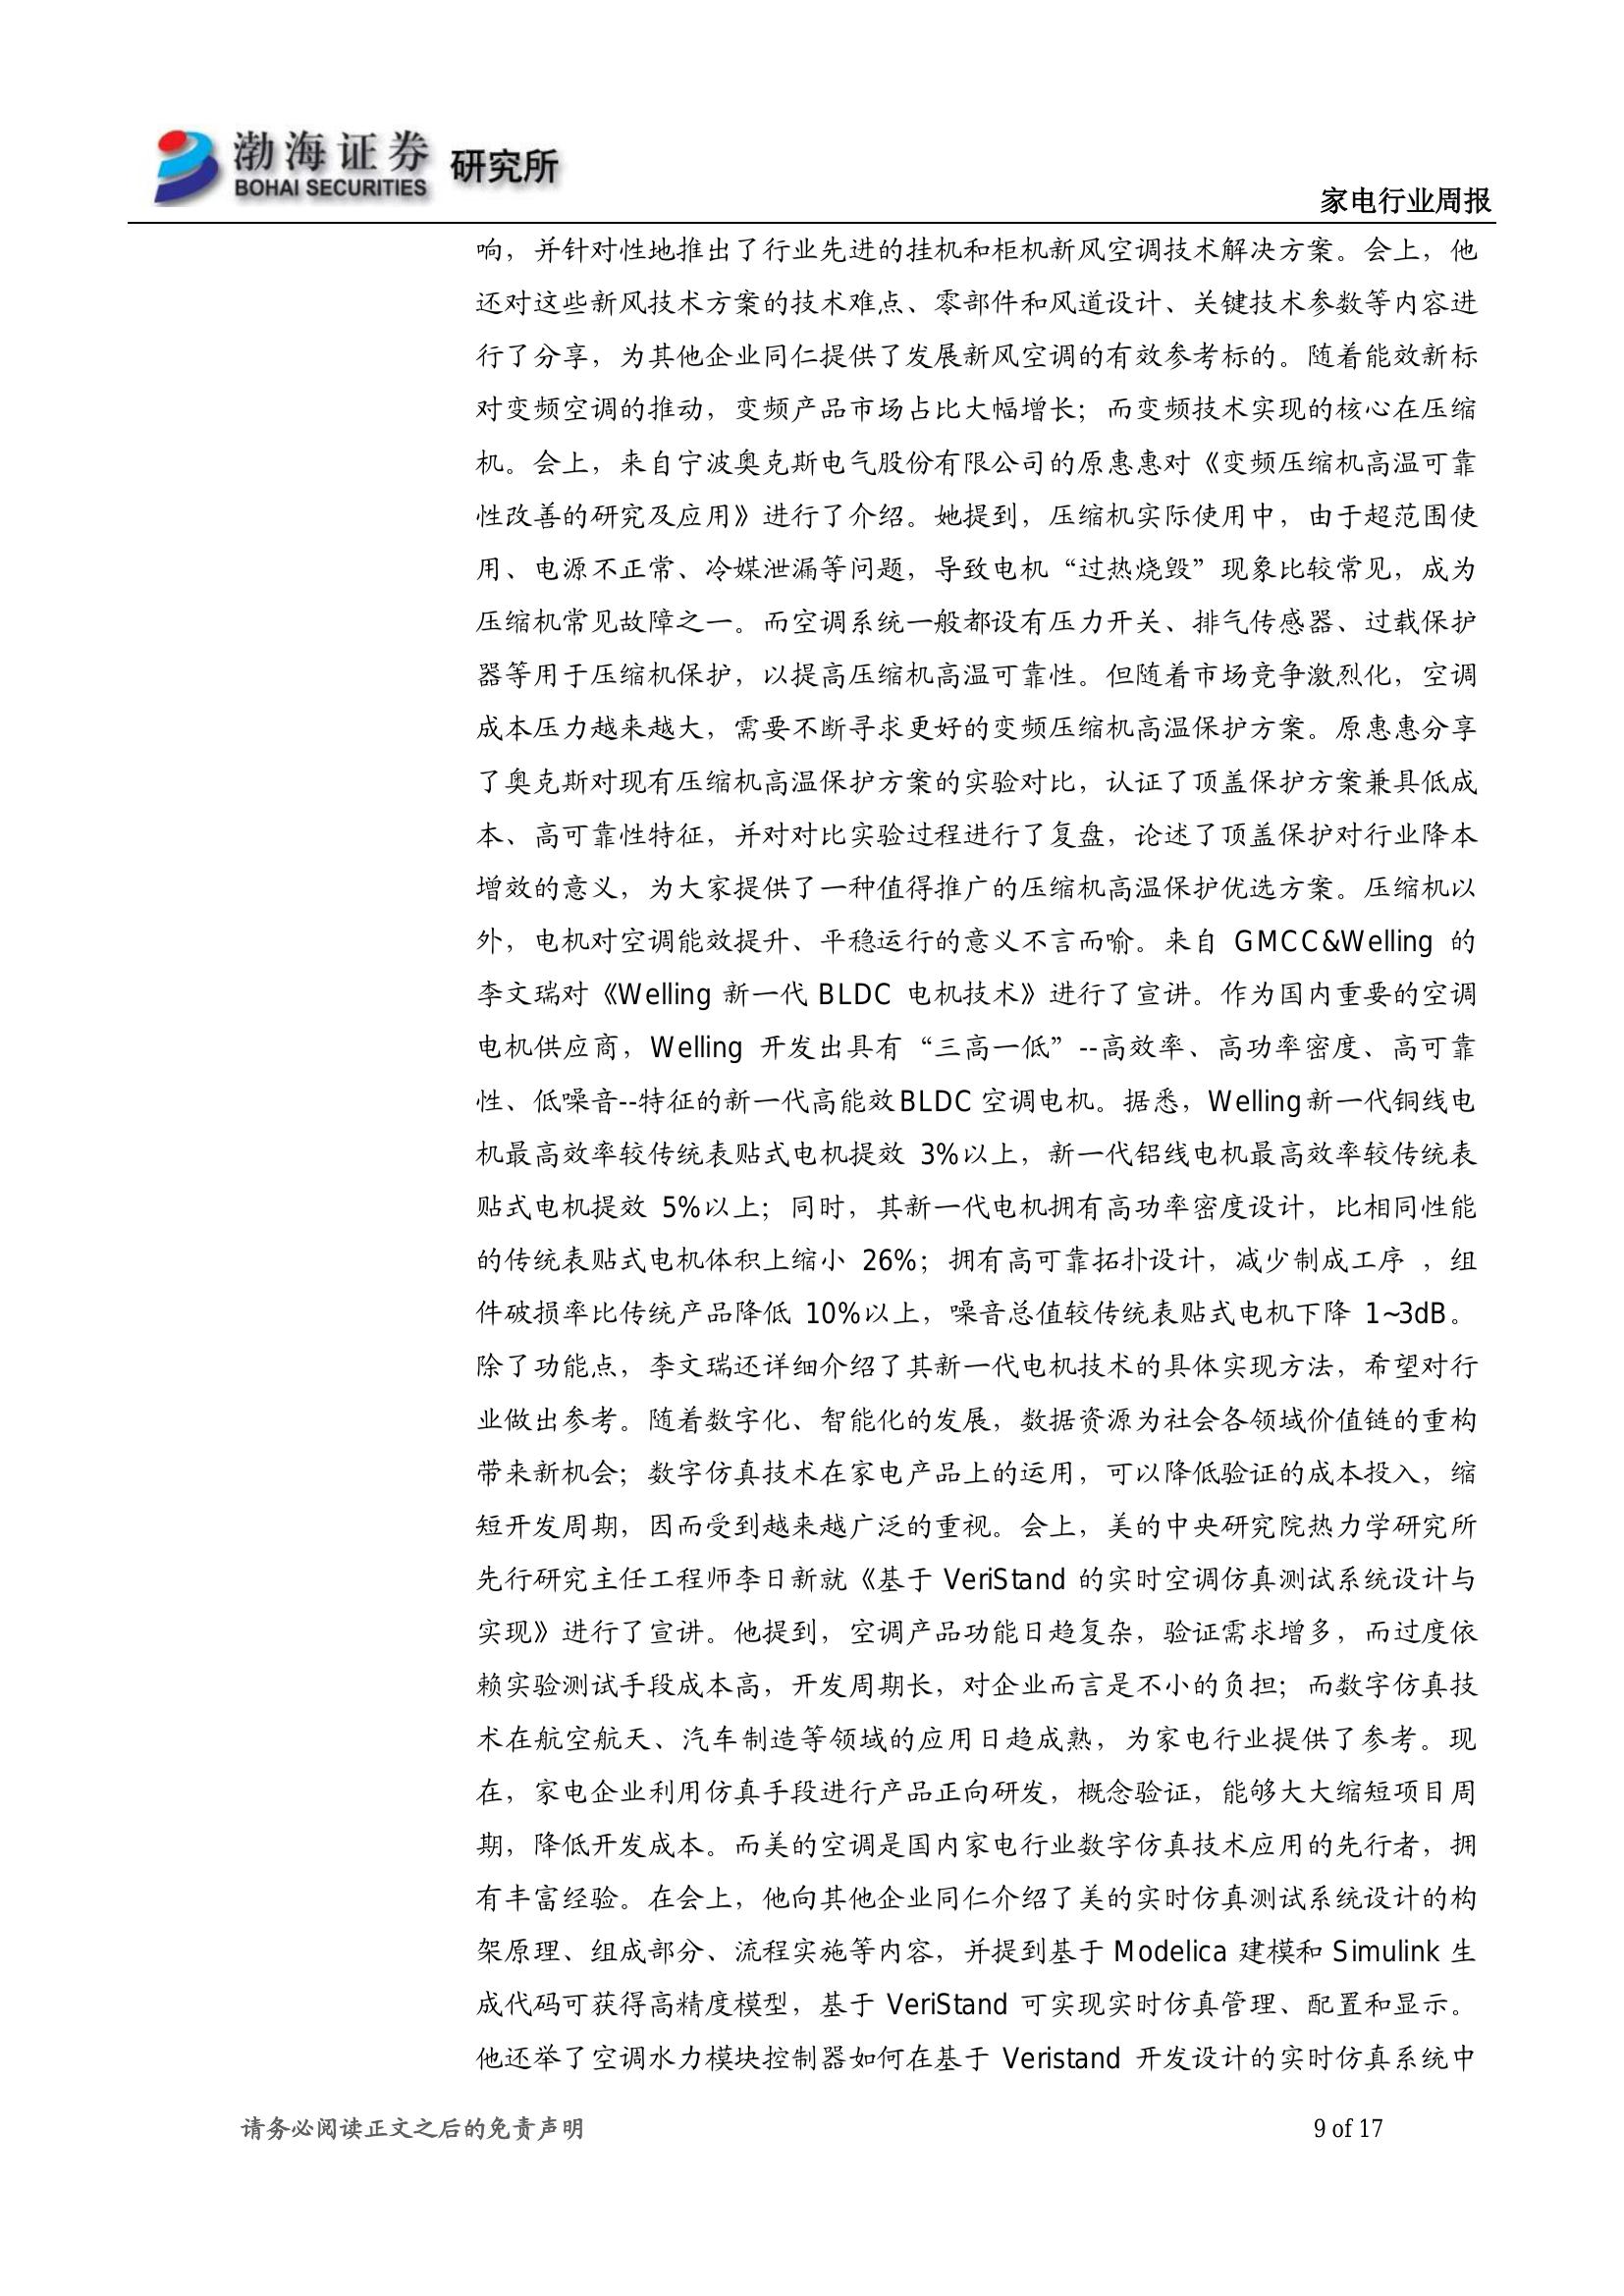 渤海证券 研究所
BOHAI SECURITIES
家电行业周报
响，并针对性地推出了行业先进的挂机和柜机新风空调技术解决方案。会上，他
还对这些新风技术方案的技术难点、零部件和风道设计、关键技术参数等内容进
行了分享，为其他企业同仁提供了发展新风空调的有效参考标的。随着能效新标
对变频空调的推动，变频产品市场占比大幅增长；而变频技术实现的核心在压缩
机。会上，来自宁波奥克斯电气股份有限公司的原惠惠对《变频压缩机高温可靠
性改善的研究及应用》进行了介绍。她提到，压缩机实际使用中，由于超范围使
用、电源不正常、冷媒泄漏等问题，导致电机“过热烧毁”现象比较常见，成为
压缩机常见故障之一。而空调系统一般都设有压力开关、排气传感器、过载保护
器等用于压缩机保护，以提高压缩机高温可靠性。但随着市场竞争激烈化，空调
成本压力越来越大，需要不断寻求更好的变频压缩机高温保护方案。原惠惠分享
了奥克斯对现有压缩机高温保护方案的实验对比，认证了顶盖保护方案兼具低成
本、高可靠性特征，并对对比实验过程进行了复盘，论述了顶盖保护对行业降本
增效的意义，为大家提供了一种值得推广的压缩机高温保护优选方案。压缩机以
外，电机对空调能效提升、平稳运行的意义不言而喻。来自 GMCC&Welling 的
李文瑞对《Welling 新一代 BLDC 电机技术》进行了宣讲。作为国内重要的空调
电机供应商，Welling 开发出具有“三高一低”--高效率、高功率密度、高可靠
性、低噪音--特征的新一代高能效BLDC 空调电机。据悉，Welling新一代铜线电
机最高效率较传统表贴式电机提效 3%以上，新一代铝线电机最高效率较传统表
贴式电机提效 5%以上；同时，其新一代电机拥有高功率密度设计，比相同性能
的传统表贴式电机体积上缩小 26%；拥有高可靠拓扑设计，减少制成工序 ，组
件破损率比传统产品降低 10%以上，噪音总值较传统表贴式电机下降 1~3dB。
除了功能点，李文瑞还详细介绍了其新一代电机技术的具体实现方法，希望对行
业做出参考。随着数字化、智能化的发展，数据资源为社会各领域价值链的重构
带来新机会；数字仿真技术在家电产品上的运用，可以降低验证的成本投入，缩
短开发周期，因而受到越来越广泛的重视。会上，美的中央研究院热力学研究所
先行研究主任工程师李日新就《基于 VeriStand 的实时空调仿真测试系统设计与
实现》进行了宣讲。他提到，空调产品功能日趋复杂，验证需求增多，而过度依
赖实验测试手段成本高，开发周期长，对企业而言是不小的负担；而数字仿真技
术在航空航天、汽车制造等领域的应用日趋成熟，为家电行业提供了参考。现
在，家电企业利用仿真手段进行产品正向研发，概念验证，能够大大缩短项目周
期，降低开发成本。而美的空调是国内家电行业数字仿真技术应用的先行者，拥
有丰富经验。在会上，他向其他企业同仁介绍了美的实时仿真测试系统设计的构
架原理、组成部分、流程实施等内容，并提到基于 Modelica 建模和 Simulink 生
成代码可获得高精度模型，基于 VeriStand 可实现实时仿真管理、配置和显示。
他还举了空调水力模块控制器如何在基于 Veristand 开发设计的实时仿真系统中
请务必阅读正文之后的免责声明
9 of 17